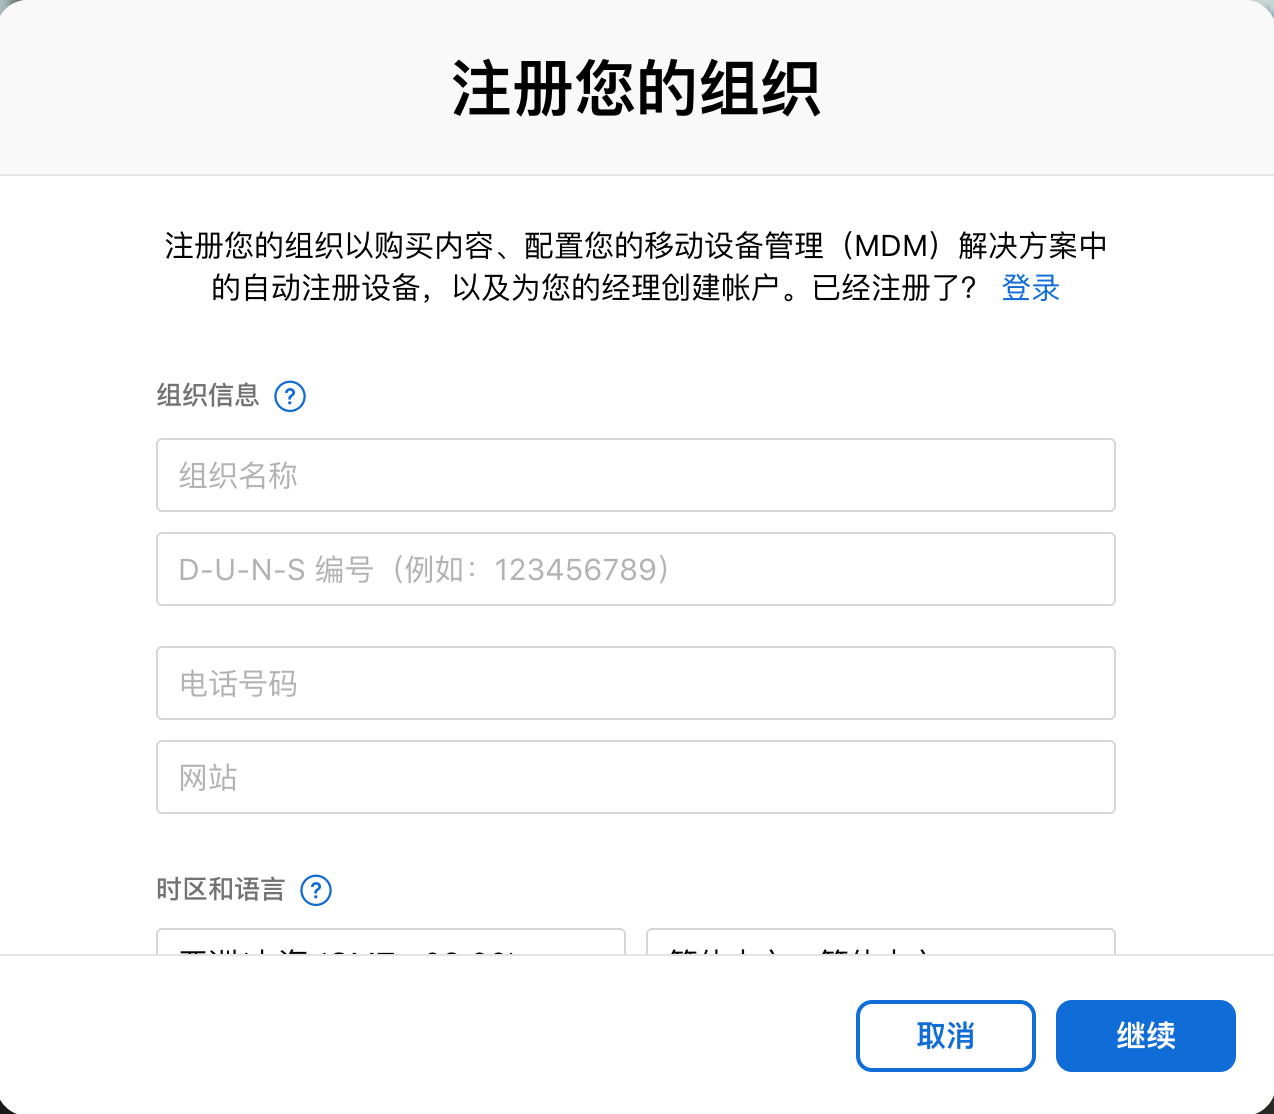 注册您的组织
注册您的组织以购买内容、配置您的移动设备管理（MDM）解决方案中
的自动注册设备，以及为您的经理创建帐户。已经注册了？ 登录
组织信息 ?
组织名称
D-U-N-S 编号（例如：123456789）
电话号码
网站
时区和语言 ?
取消 继续